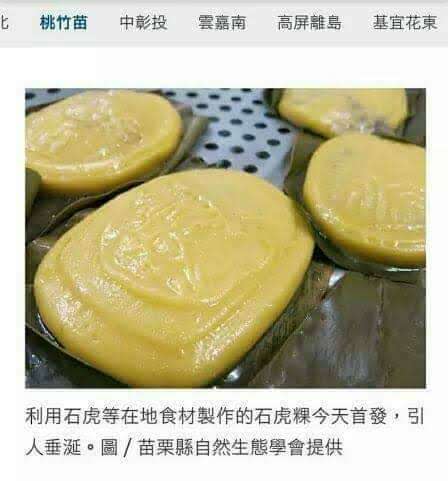 北 桃竹苗 中彰投 雲嘉南 高屏離島 基宜花東
利用石虎等在地食材製作的石虎粿今天首發，引
人垂涎。圖／苗栗縣自然生態學會提供